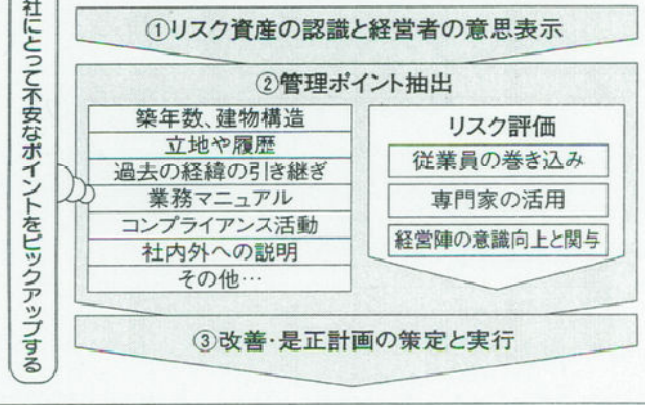 社にとって不安なポイントをピックアップする
①リスク資産の認識と経営者の意思表示
②管理ポイント抽出
築年数、建物構造
立地や履歴
過去の経緯の引き継ぎ
業務マニュアル
コンプライアンス活動
社内外への説明
その他…
リスク評価
従業員の巻き込み
専門家の活用
経営陣の意識向上と関与
③改善・是正計画の策定と実行